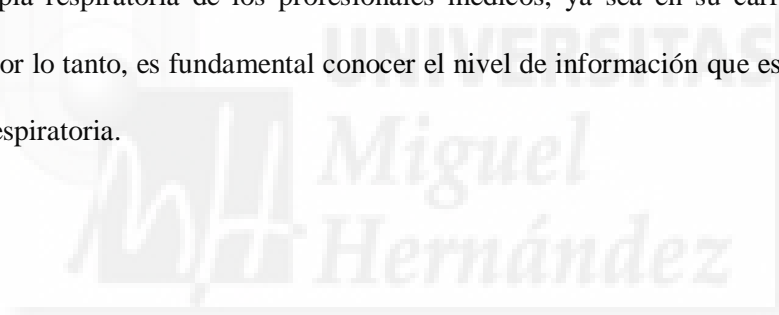 pia respiratoria de los profesionales médicos, ya sea en su carr
or lo tanto, es fundamental conocer el nivel de información que es
espiratoria.
UNIVERSITAS
Miguel
Hernández